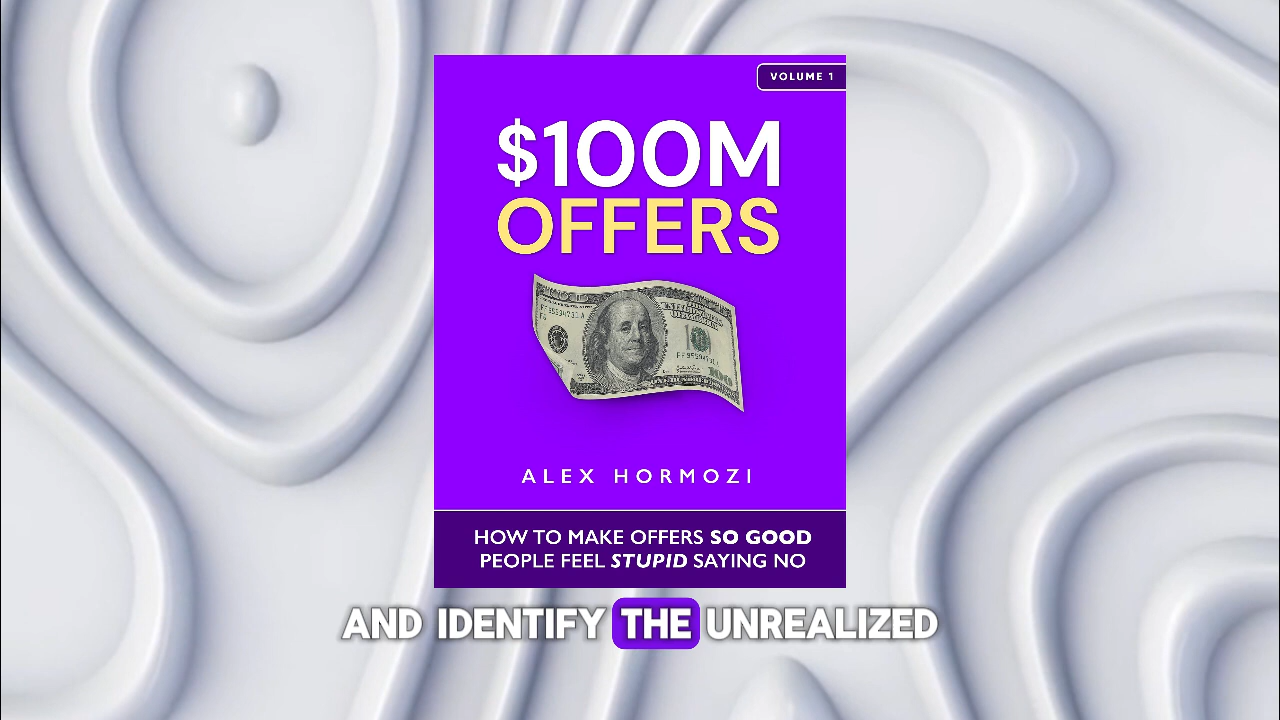 VOLUME 1
$100M
OFFERS
ALEX HORMOZI
HOW TO MAKE OFFERS SO GOOD
PEOPLE FEEL STUPID SAYING NO
AND IDENTIFY THE UNREALIZED